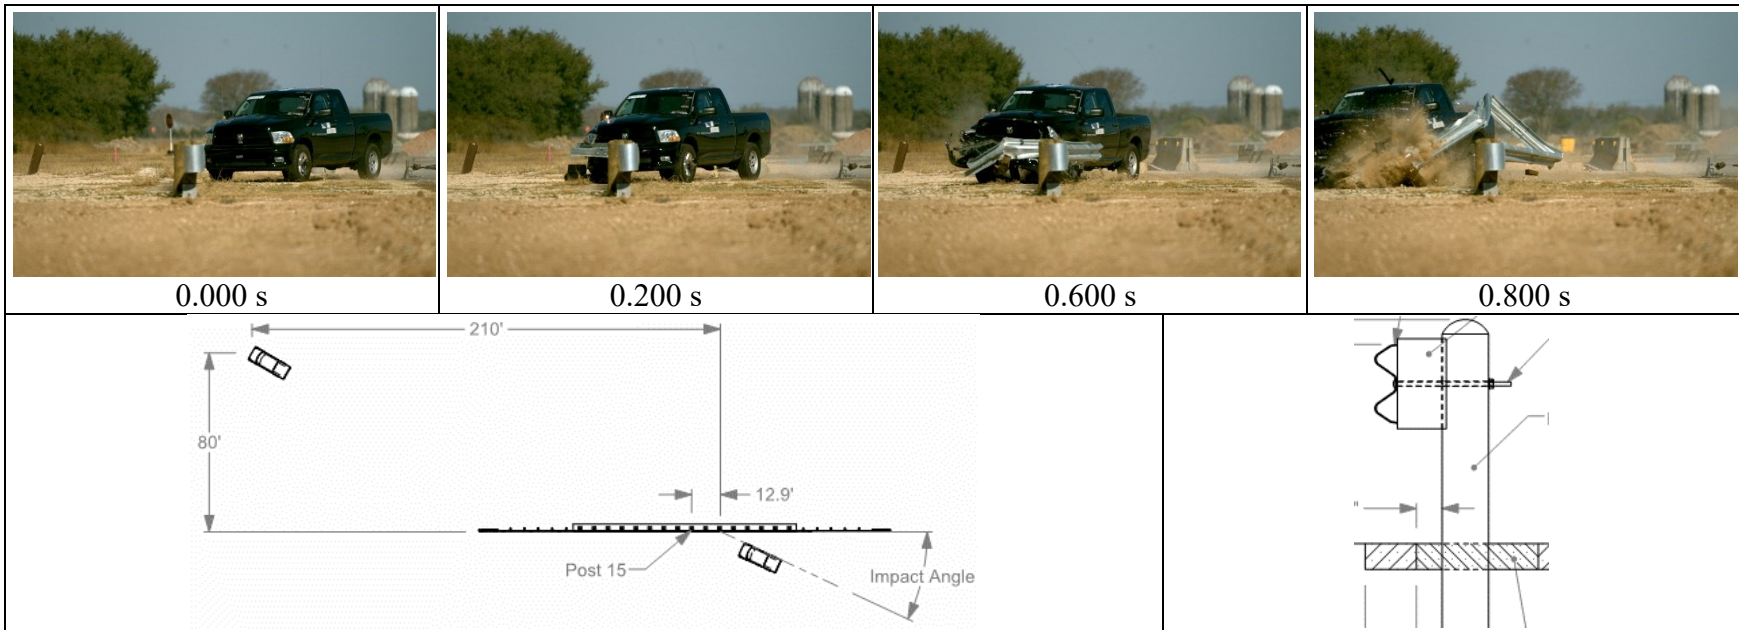 0.000 s
0.200 s
0.600 s
0.800 s
210'
80'
12.9'
Post 15
Impact Angle
"